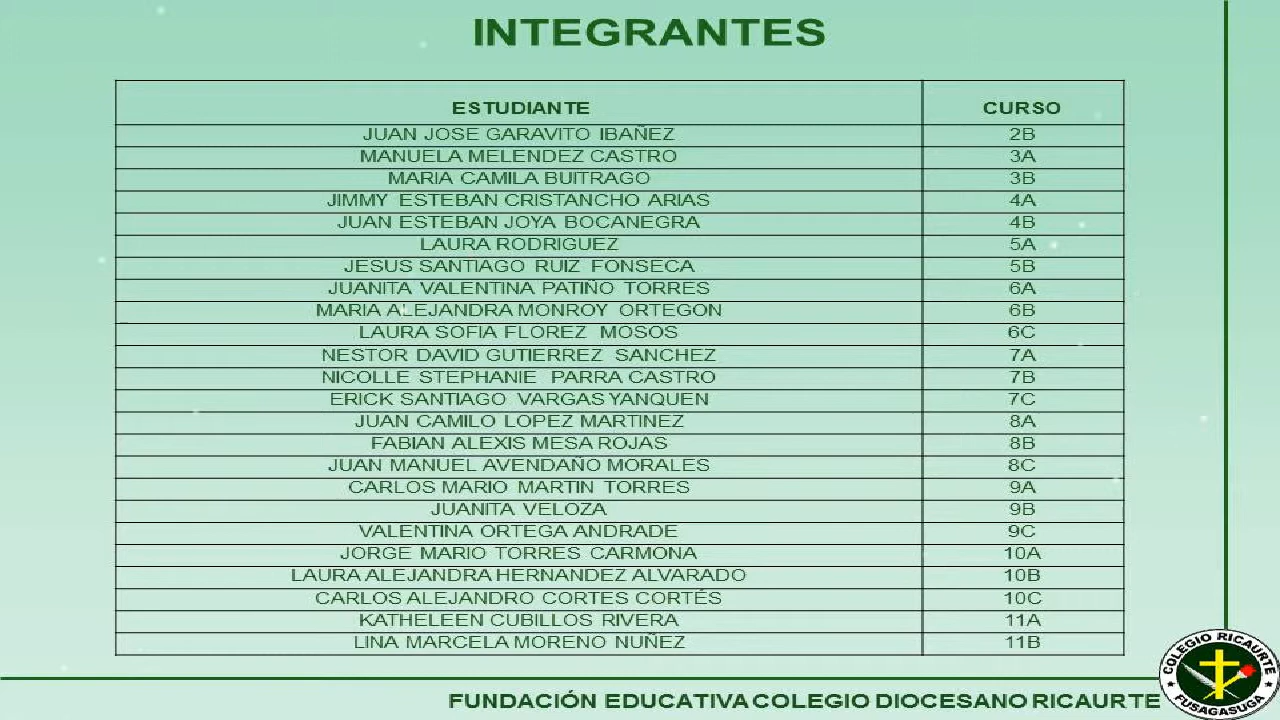 INTEGRANTES
ESTUDIANTE CURSO
JUAN JOSE GARAVITO IBAÑEZ 2B
MANUELA MELENDEZ CASTRO 3A
MARIA CAMILA BUITRAGO 3B
JIMMY ESTEBAN CRISTANCHO ARIAS 4A
JUAN ESTEBAN JOYA BOCANEGRA 4B
LAURA RODRIGUEZ 5A
JESUS SANTIAGO RUIZ FONSECA 5B
JUANITA VALENTINA PATIÑO TORRES 6A
MARIA ALEJANDRA MONROY ORTEGON 6B
LAURA SOFIA FLOREZ MOSOS 6C
NESTOR DAVID GUTIERREZ SANCHEZ 7A
NICOLLE STEPHANIE PARRA CASTRO 7B
ERICK SANTIAGO VARGAS YANQUEN 7C
JUAN CAMILO LOPEZ MARTINEZ 8A
FABIAN ALEXIS MESA ROJAS 8B
JUAN MANUEL AVENDAÑO MORALES 8C
CARLOS MARIO MARTIN TORRES 9A
JUANITA VELOZA 9B
VALENTINA ORTEGA ANDRADE 9C
JORGE MARIO TORRES CARMONA 10A
LAURA ALEJANDRA HERNANDEZ ALVARADO 10B
CARLOS ALEJANDRO CORTES CORTÉS 10C
KATHELEEN CUBILLOS RIVERA 11A
LINA MARCELA MORENO NUÑEZ 11B
FUNDACIÓN EDUCATIVA COLEGIO DIOCESANO RICAURTE
COLEGIO RICAURTE
FUSAGASUGA